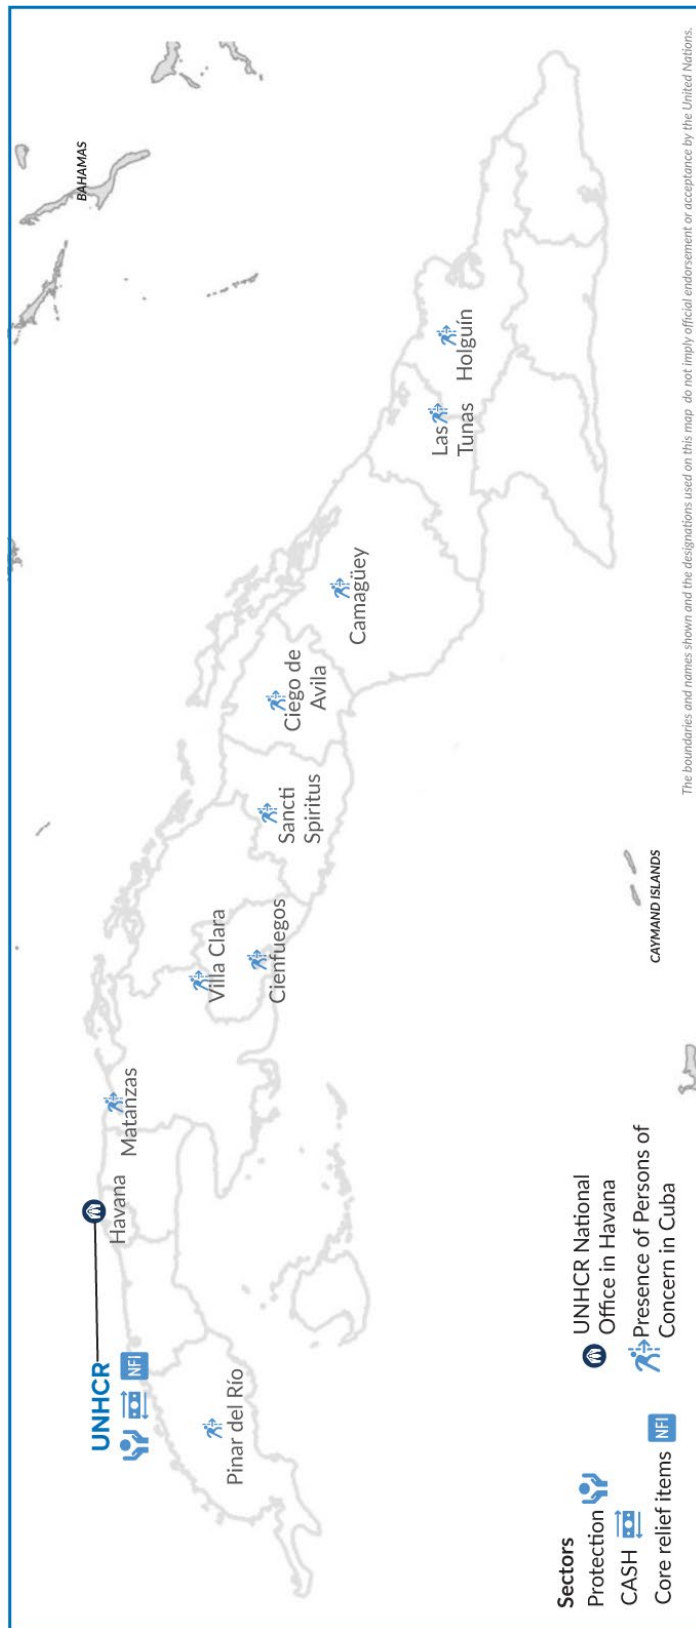 BAHAMAS
UNHCR
NFI
Havana
Matanzas
Pinar del Río
Villa Clara
Cienfuegos
Sancti
Spiritus
Ciego de
Avila
Camagüey
Las
Tunas
Holguín
CAYMAND ISLANDS
Sectors
Protection
CASH
Core relief items NFI
UNHCR National
Office in Havana
Presence of Persons of
Concern in Cuba
The boundaries and names shown and the designations used on this map do not imply official endorsement or acceptance by the United Nations.